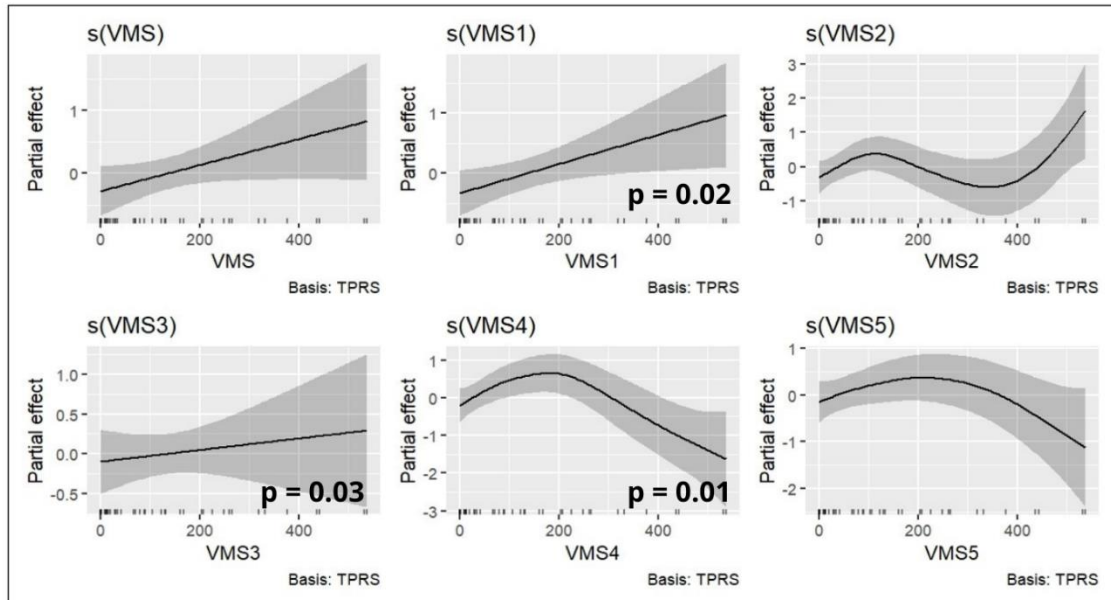 s(VMS)
Partial effect
1
0
0
200
400
VMS
Basis: TPRS
s(VMS1)
Partial effect
1
0
p = 0.02
0
200
400
VMS1
Basis: TPRS
s(VMS2)
Partial effect
3
2
1
0
-1
0
200
400
VMS2
Basis: TPRS
s(VMS3)
Partial effect
1.0
0.5
0.0
-0.5
p = 0.03
0
200
400
VMS3
Basis: TPRS
s(VMS4)
Partial effect
1
0
-1
-2
-3
p = 0.01
0
200
400
VMS4
Basis: TPRS
s(VMS5)
Partial effect
1
0
-1
-2
0
200
400
VMS5
Basis: TPRS